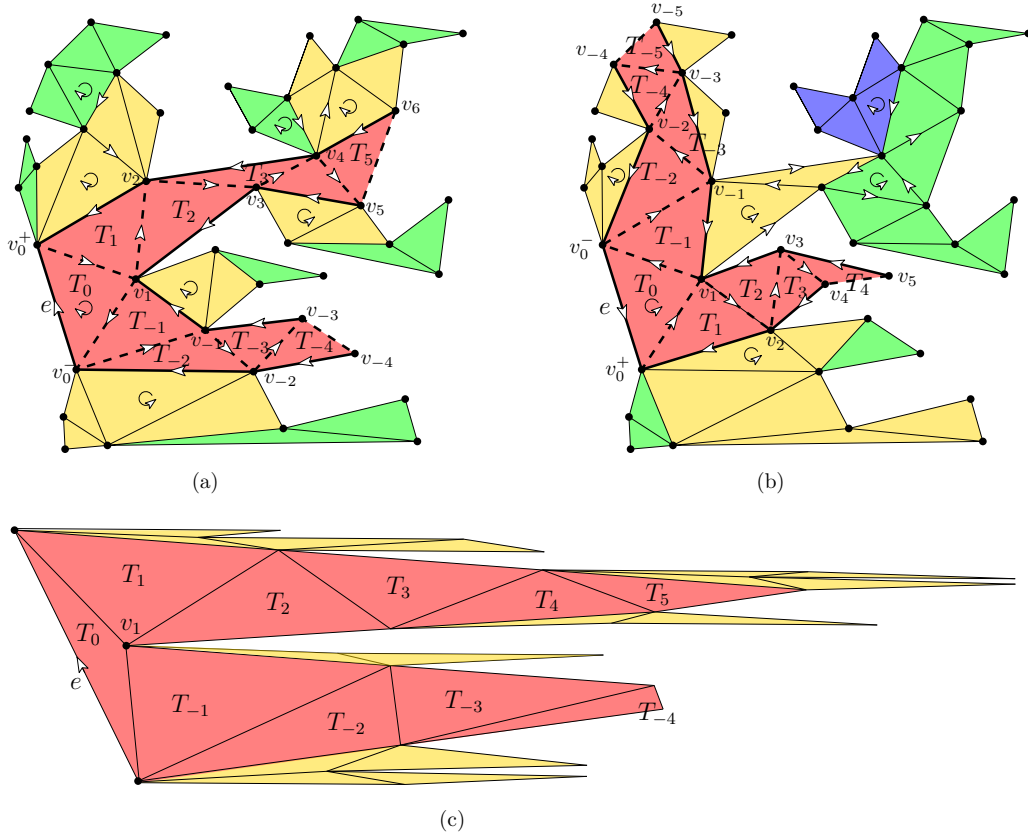 v₋₅
v₋₄
T₋₅
v₋₃
T₋₄
v₆
v₋₂
T₋₃
T₅
v₂
T₃
v₄
v₃
T₋₂
v₋₁
v₅
T₂
v₀⁺
T₁
v₀⁻
T₋₁
v₃
T₀
v₁
T₀
v₁
T₂
T₃
v₄
T₄
v₅
e
T₋₁
v₋₃
e
T₁
v₋₁
T₋₃
T₋₄
v₂
T₋₂
v₋₄
v₀⁻
v₋₂
v₀⁺
(a)
(b)
T₁
T₃
T₂
T₄
T₅
v₁
T₀
e
T₋₁
T₋₃
T₋₂
T₋₄
(c)